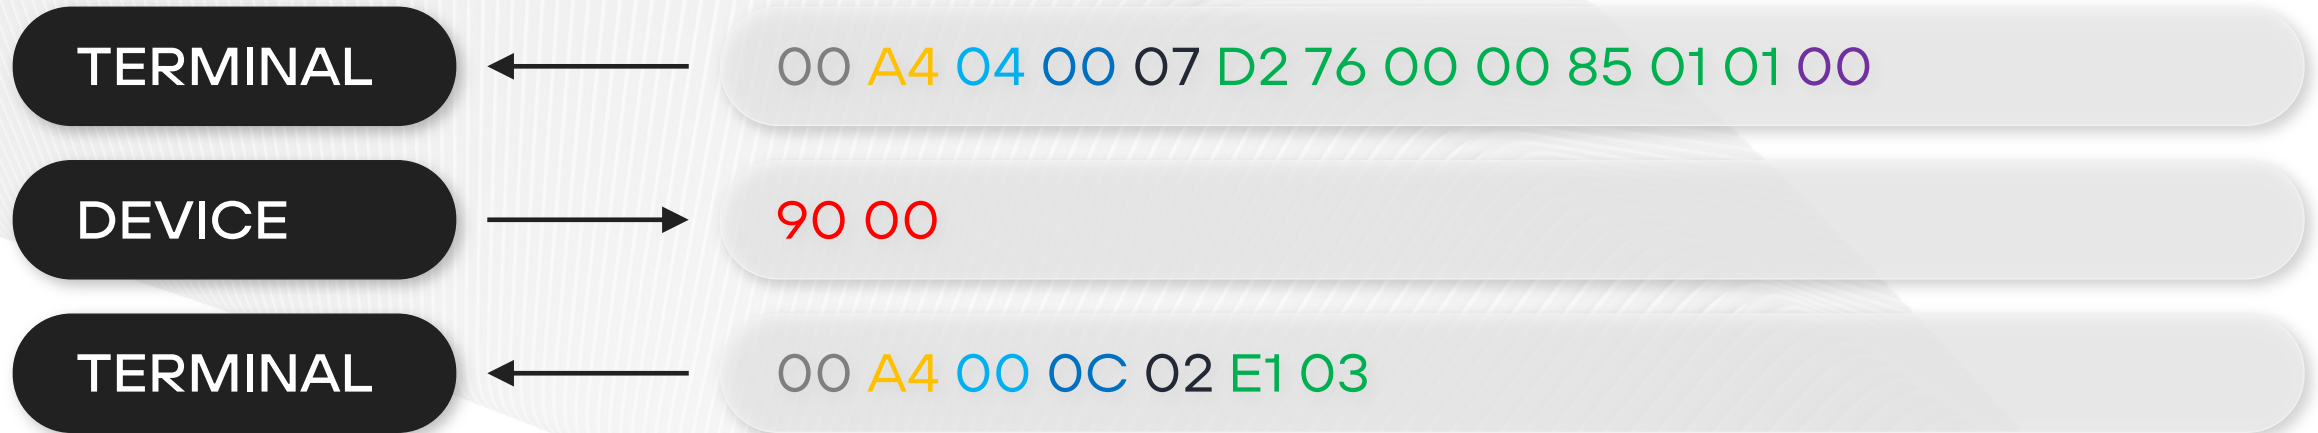 TERMINAL 00 A4 04 00 07 D2 76 00 00 85 01 01 00
DEVICE 90 00
TERMINAL 00 A4 00 0C 02 E1 03